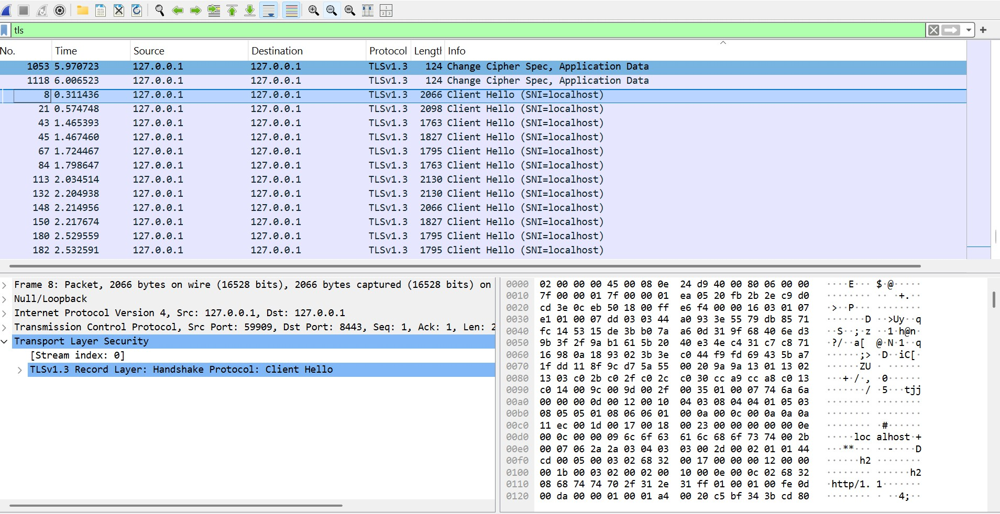 tls
No. Time Source Destination Protocol Lengtl Info
1053 5.970723 127.0.0.1 127.0.0.1 TLSv1.3 124 Change Cipher Spec, Application Data
1118 6.006523 127.0.0.1 127.0.0.1 TLSv1.3 124 Change Cipher Spec, Application Data
8 0.311436 127.0.0.1 127.0.0.1 TLSv1.3 2066 Client Hello (SNI=localhost)
21 0.574748 127.0.0.1 127.0.0.1 TLSv1.3 2098 Client Hello (SNI=localhost)
43 1.465393 127.0.0.1 127.0.0.1 TLSv1.3 1763 Client Hello (SNI=localhost)
45 1.467460 127.0.0.1 127.0.0.1 TLSv1.3 1827 Client Hello (SNI=localhost)
67 1.724467 127.0.0.1 127.0.0.1 TLSv1.3 1795 Client Hello (SNI=localhost)
84 1.798647 127.0.0.1 127.0.0.1 TLSv1.3 1763 Client Hello (SNI=localhost)
113 2.034514 127.0.0.1 127.0.0.1 TLSv1.3 2130 Client Hello (SNI=localhost)
132 2.204938 127.0.0.1 127.0.0.1 TLSv1.3 2130 Client Hello (SNI=localhost)
148 2.214956 127.0.0.1 127.0.0.1 TLSv1.3 2066 Client Hello (SNI=localhost)
150 2.217674 127.0.0.1 127.0.0.1 TLSv1.3 1827 Client Hello (SNI=localhost)
180 2.529559 127.0.0.1 127.0.0.1 TLSv1.3 1795 Client Hello (SNI=localhost)
182 2.532591 127.0.0.1 127.0.0.1 TLSv1.3 1795 Client Hello (SNI=localhost)
Frame 8: Packet, 2066 bytes on wire (16528 bits), 2066 bytes captured (16528 bits) on
Null/Loopback
Internet Protocol Version 4, Src: 127.0.0.1, Dst: 127.0.0.1
Transmission Control Protocol, Src Port: 59909, Dst Port: 8443, Seq: 1, Ack: 1, Len: 2
Transport Layer Security
[Stream index: 0]
TLSv1.3 Record Layer: Handshake Protocol: Client Hello
0000 02 00 00 00 45 00 08 0e 24 d9 40 00 80 06 00 00 ····E··· $·@·····
0010 7f 00 00 01 7f 00 00 01 ea 05 20 fb 2b 2e c9 d0 ········ ·· ·+.··
0020 cd 3e 0c eb 50 18 00 ff e6 f4 00 00 16 03 01 07 ·>··P··· ········
0030 e1 01 00 07 dd 03 03 44 a0 93 3e 55 79 db 85 71 ·······D ··>Uy··q
0040 fc 14 53 15 de 3b b0 7a a6 0d 31 9f 68 40 6e d3 ··S··;·z ··1·h@n·
0050 9b 3f 2f 9a b1 61 5b 20 40 e3 4e c4 31 c7 c8 71 ·?/··a[  @·N·1··q
0060 16 98 0a 18 93 02 3b 3e c0 44 f9 fd 69 43 5b a7 ······;> ·D··iC[·
0070 1f dd 11 8f 9c d7 5a 55 00 20 9a 9a 13 01 13 02 ······ZU · ······
0080 13 03 c0 2b c0 2f c0 2c c0 30 cc a9 cc a8 c0 13 ···+·/·, ·0······
0090 c0 14 00 9c 00 9d 00 2f 00 35 01 00 07 74 6a 6a ·······/ ·5···tjj
00a0 00 00 00 0d 00 12 00 10 04 03 08 04 04 01 05 03 ········ ········
00b0 08 05 05 01 08 06 06 01 00 0a 00 0c 00 0a 0a 0a ········ ········
00c0 11 ec 00 1d 00 17 00 18 00 23 00 00 00 00 00 0e ········ ·#······
00d0 00 0c 00 00 09 6c 6f 63 61 6c 68 6f 73 74 00 2b ·····loc alhost·+
00e0 00 07 06 2a 2a 03 04 03 03 00 2d 00 02 01 01 44 ···**··· ··-····D
00f0 cd 00 05 00 03 02 68 32 00 17 00 00 00 12 00 00 ······h2 ········
0100 00 1b 00 03 02 00 02 00 10 00 0e 00 0c 02 68 32 ········ ······h2
0110 08 68 74 74 70 2f 31 2e 31 ff 01 00 01 00 fe 0d ·http/1. 1·······
0120 00 da 00 00 01 00 01 a4 00 20 c5 bf 34 3b cd 80 ········ · ··4;··